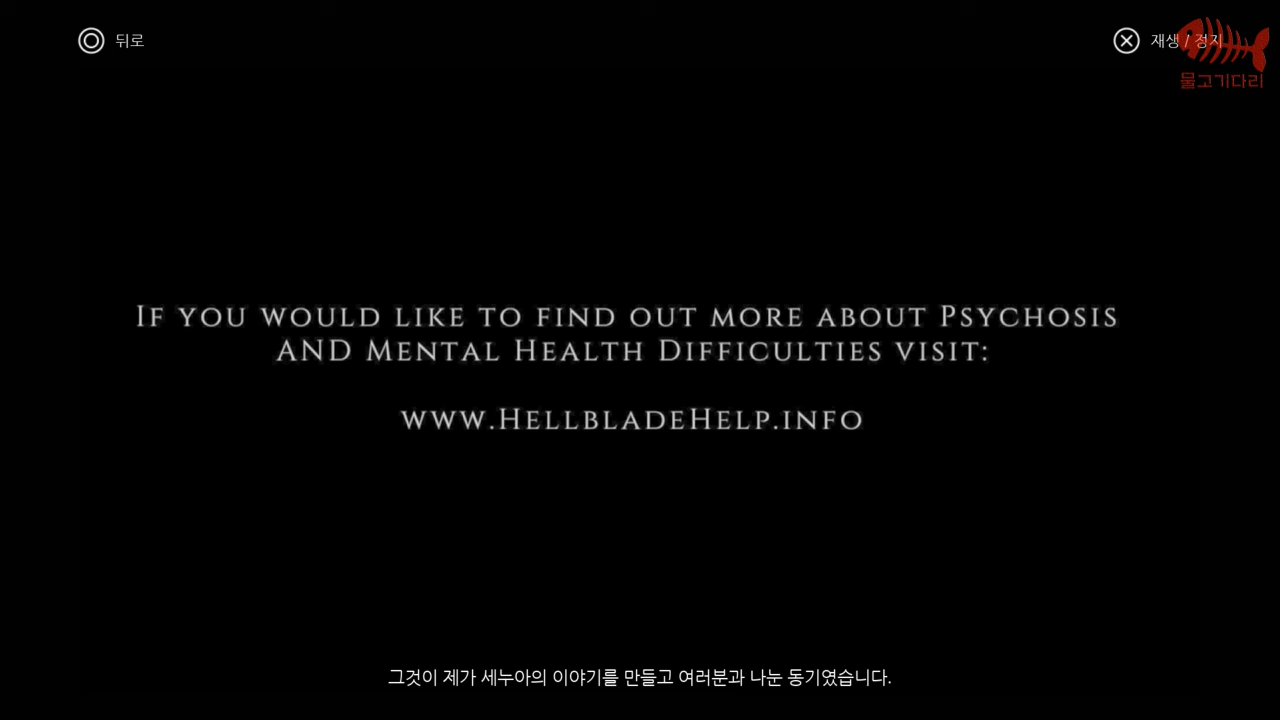 뒤로
재생 / 정지
물고기다리
If you would like to find out more about Psychosis
and Mental Health Difficulties visit:
www.HellbladeHelp.info
그것이 제가 세누아의 이야기를 만들고 여러분과 나눈 동기였습니다.